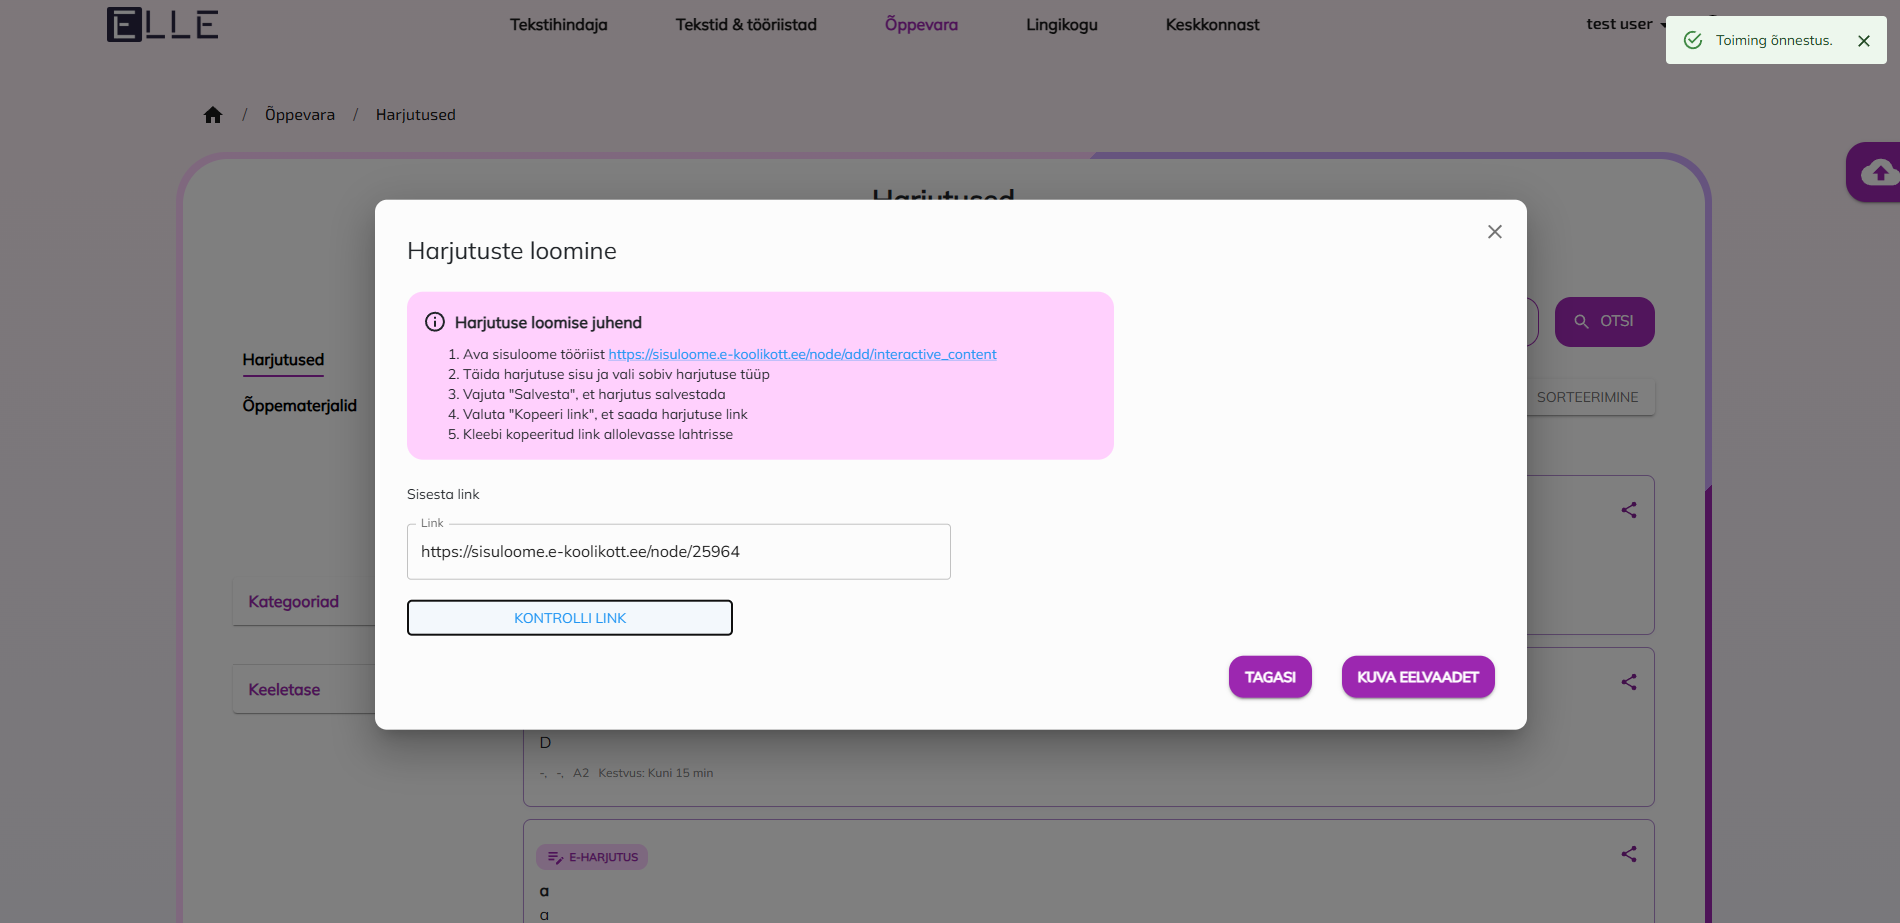 ELLE
Tekstihindaja
Tekstid & tööriistad
Õppevara
Lingikogu
Keskkonnast
test user
Toiming õnnestus.
/ Õppevara / Harjutused
Harjutused
Harjutuste loomine
Harjutuse loomise juhend
1. Ava sisuloome tööriist https://sisuloome.e-koolikott.ee/node/add/interactive_content
2. Täida harjutuse sisu ja vali sobiv harjutuse tüüp
3. Vajuta "Salvesta", et harjutus salvestada
4. Valuta "Kopeeri link", et saada harjutuse link
5. Kleebi kopeeritud link allolevasse lahtrisse
Sisesta link
Link
https://sisuloome.e-koolikott.ee/node/25964
KONTROLLI LINK
TAGASI
KUVA EELVAADET
OTSI
Harjutused
SORTEERIMINE
Õppematerjalid
Kategooriad
Keeletase
D
-, -, A2 Kestvus: Kuni 15 min
E-HARJUTUS
a
a